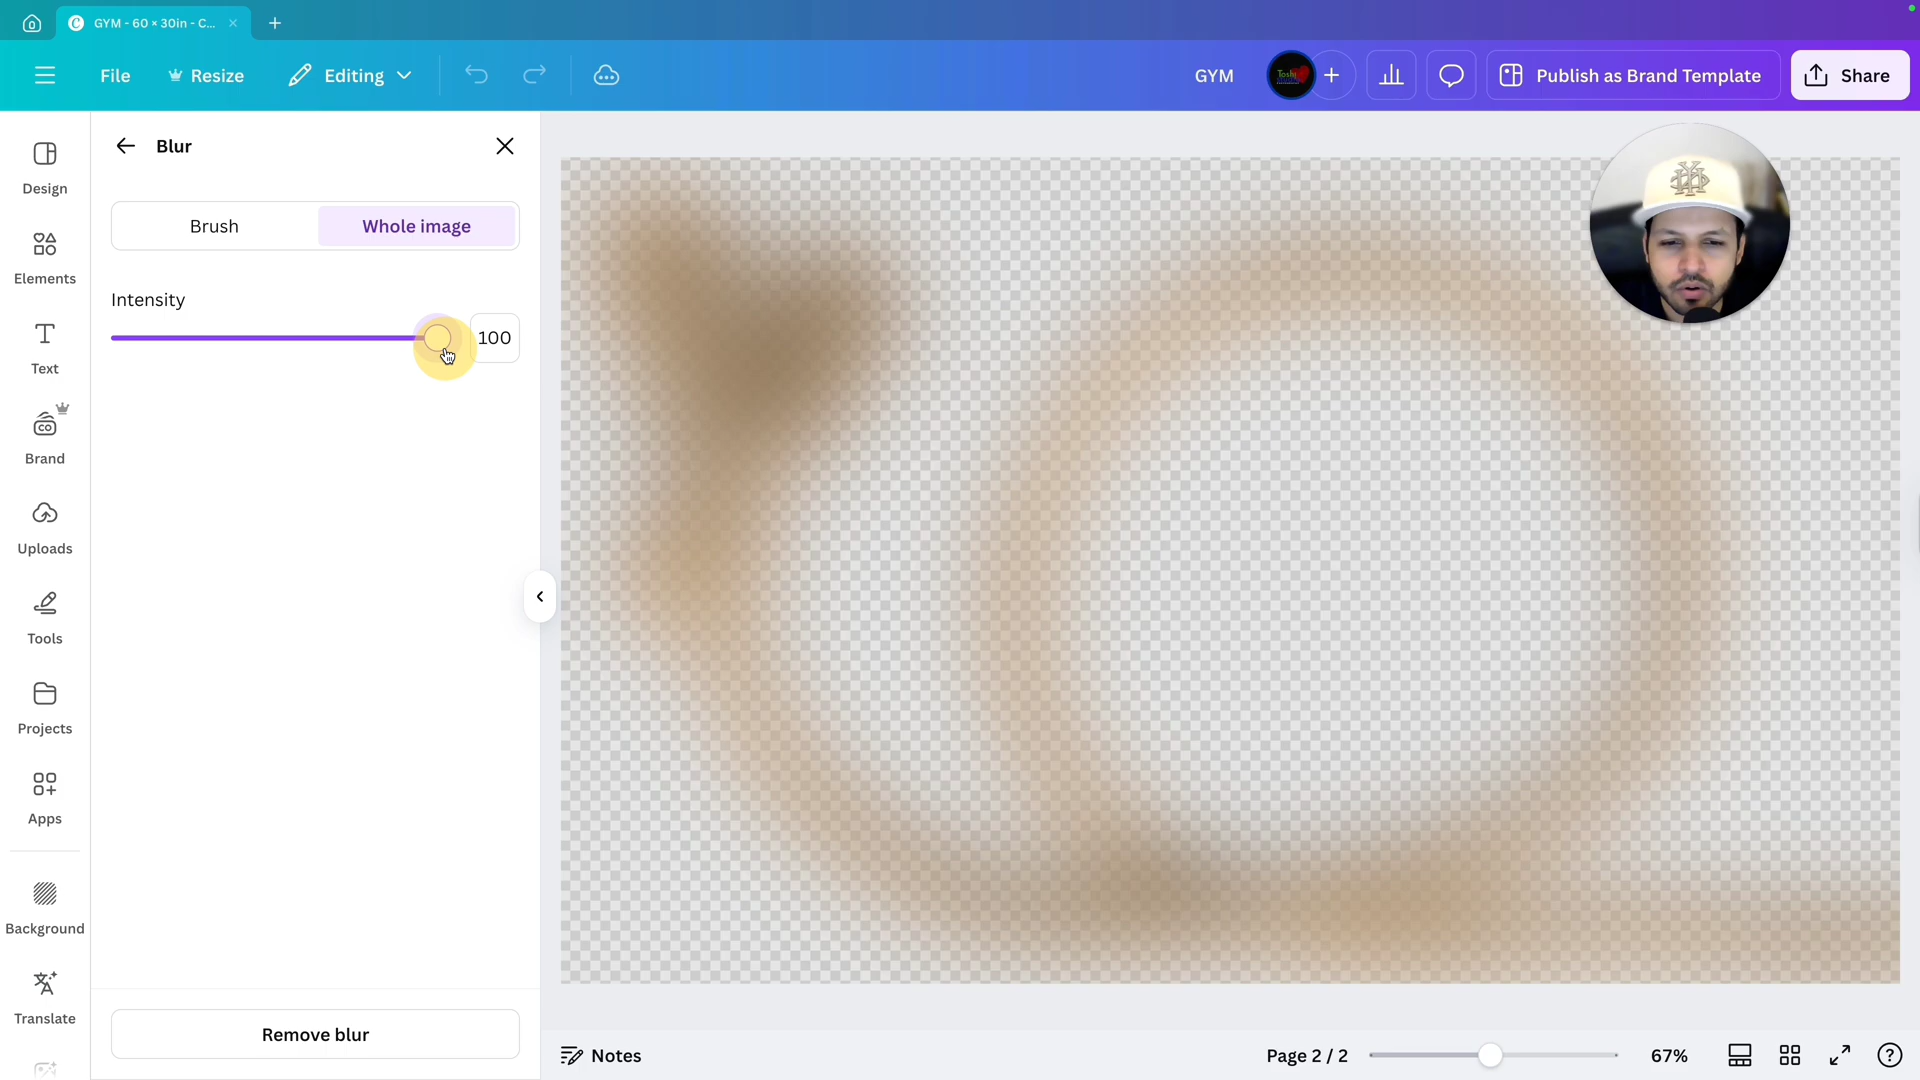 GYM - 60 × 30in - C...
File
Resize
Editing
GYM
Toshi
Publish as Brand Template
Share
Design
Elements
Text
Brand
Uploads
Tools
Projects
Apps
Background
Translate
Blur
Brush
Whole image
Intensity
100
Remove blur
Notes
Page 2 / 2
67%